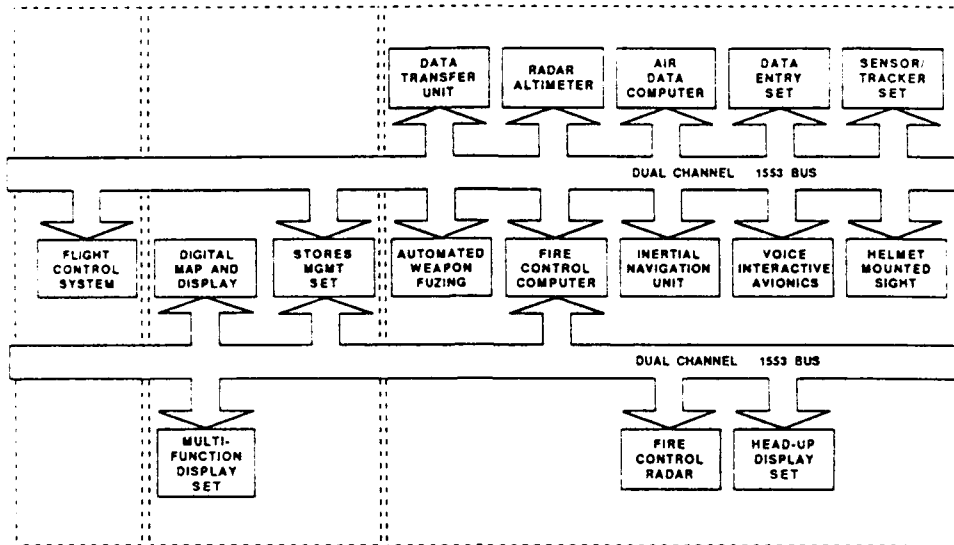 DATA
TRANSFER
UNIT
RADAR
ALTIMETER
AIR
DATA
COMPUTER
DATA
ENTRY
SET
SENSOR/
TRACKER
SET
DUAL CHANNEL 1553 BUS
FLIGHT
CONTROL
SYSTEM
DIGITAL
MAP AND
DISPLAY
STORES
MGMT
SET
AUTOMATED
WEAPON
FUZING
FIRE
CONTROL
COMPUTER
INERTIAL
NAVIGATION
UNIT
VOICE
INTERACTIVE
AVIONICS
HELMET
MOUNTED
SIGHT
DUAL CHANNEL 1553 BUS
MULTI-
FUNCTION
DISPLAY
SET
FIRE
CONTROL
RADAR
HEAD-UP
DISPLAY
SET